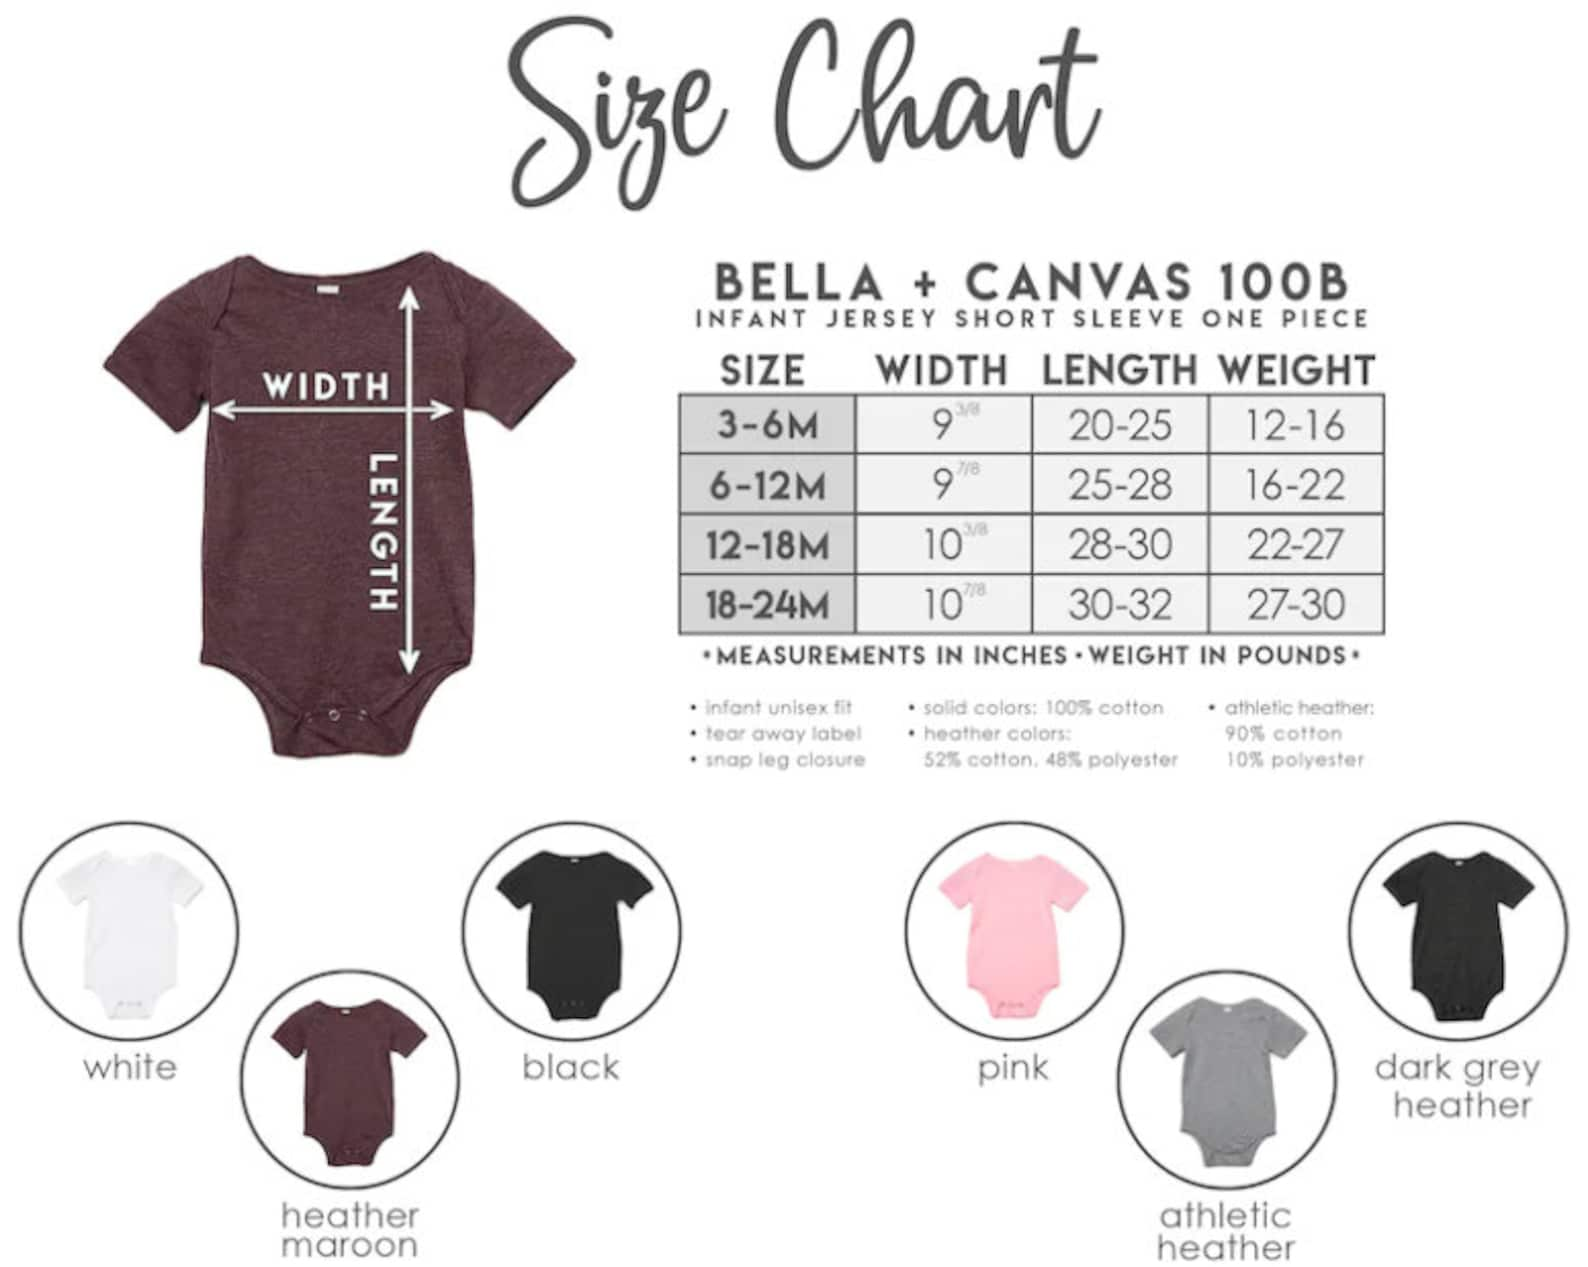 Size Chart
BELLA + CANVAS 100B
INFANT JERSEY SHORT SLEEVE ONE PIECE
WIDTH
LENGTH
SIZE WIDTH LENGTH WEIGHT
3-6M 9 3/8 20-25 12-16
6-12M 9 7/8 25-28 16-22
12-18M 10 3/8 28-30 22-27
18-24M 10 7/8 30-32 27-30
•MEASUREMENTS IN INCHES • WEIGHT IN POUNDS•
• infant unisex fit
• tear away label
• snap leg closure
• solid colors: 100% cotton
• heather colors:
52% cotton, 48% polyester
• athletic heather:
90% cotton
10% polyester
white
heather
maroon
black
pink
athletic
heather
dark grey
heather